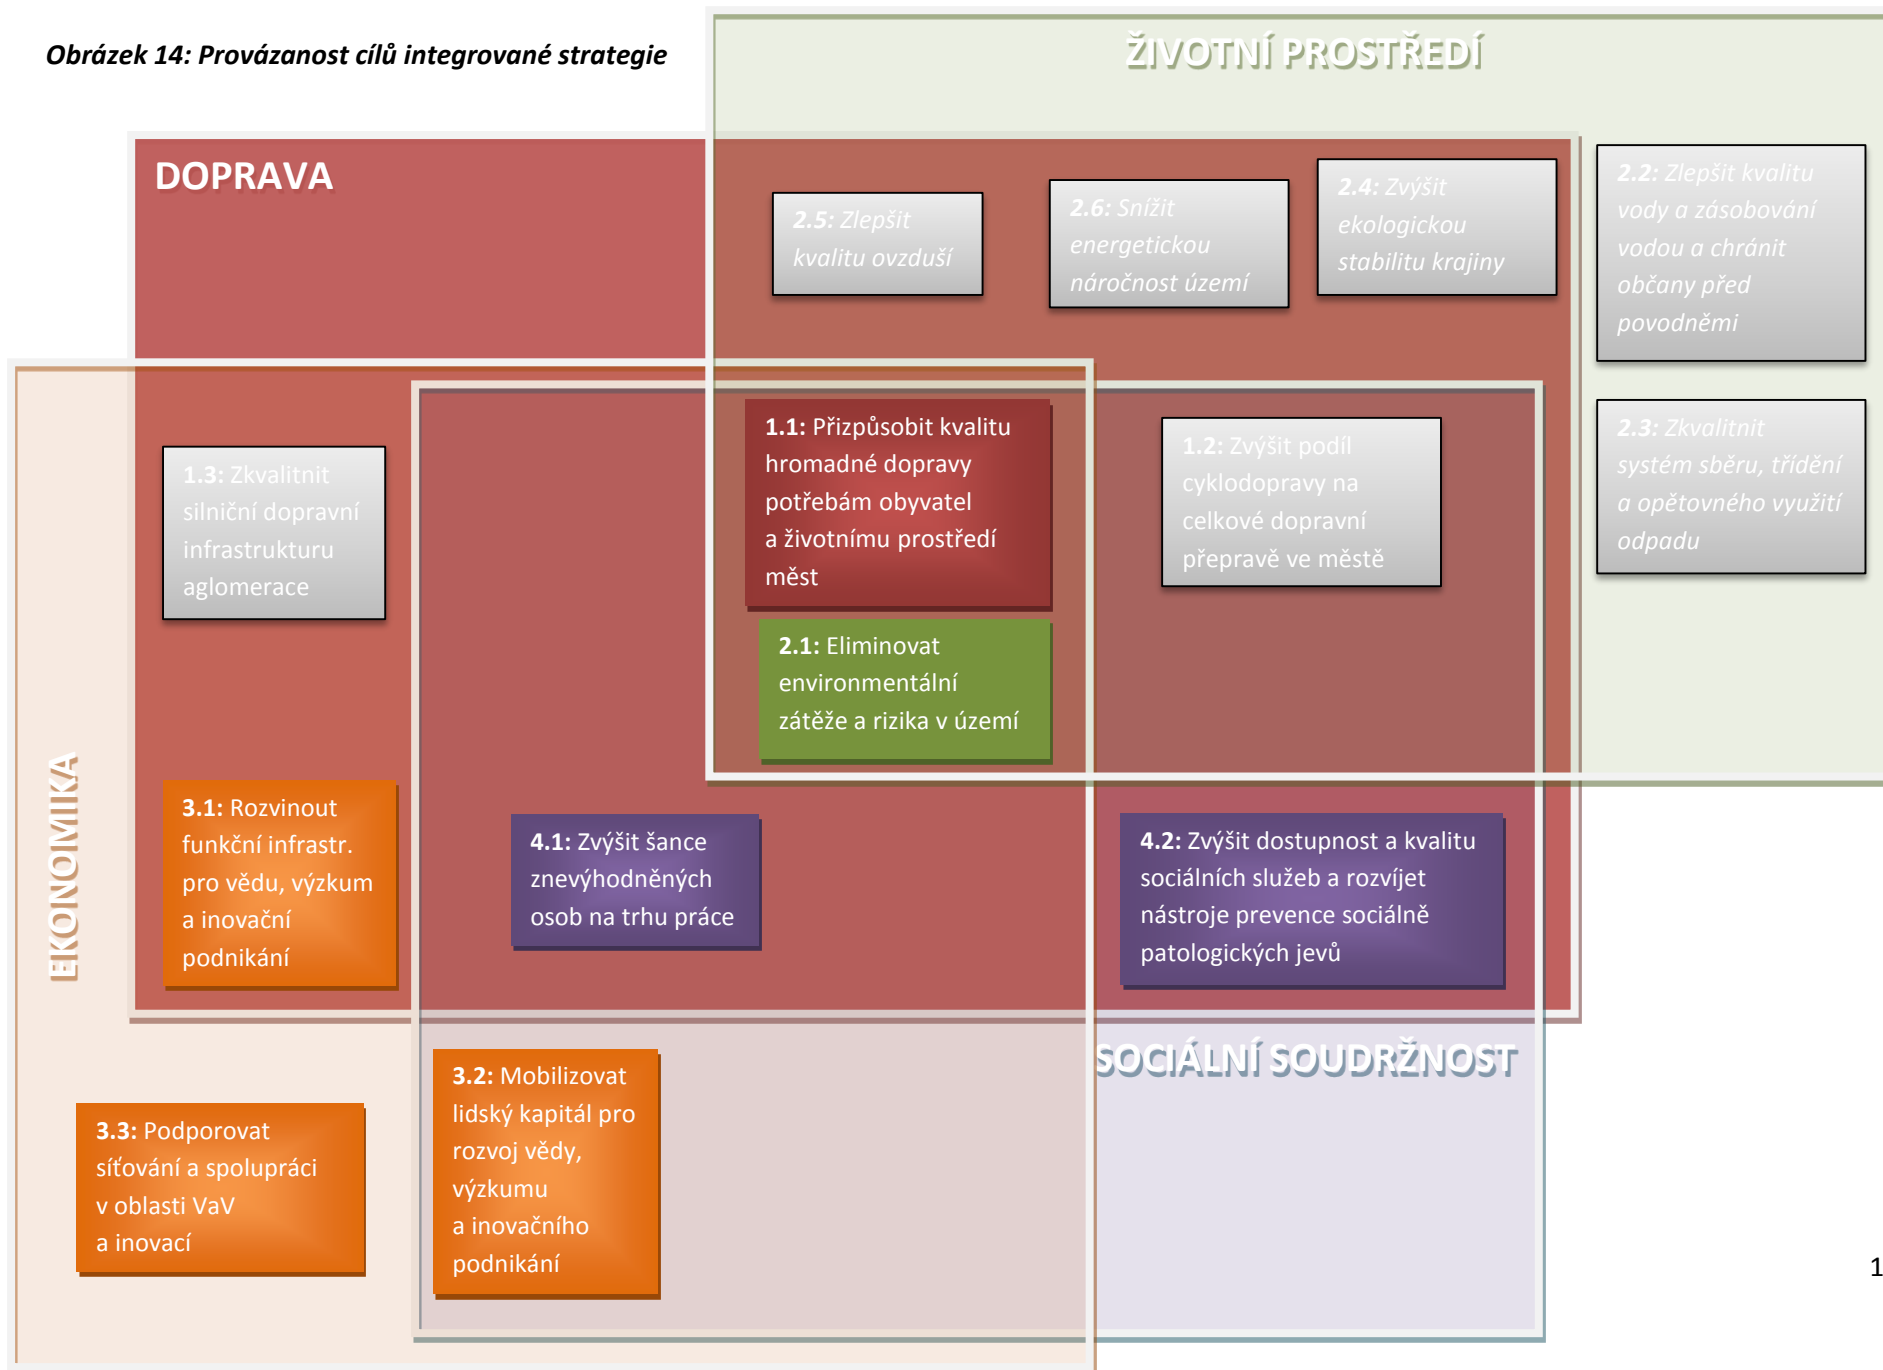 Obrázek 14: Provázanost cílů integrované strategie
ŽIVOTNÍ PROSTŘEDÍ
DOPRAVA
2.5: Zlepšit
kvalitu ovzduší
2.6: Snížit
energetickou
náročnost území
2.4: Zvýšit
ekologickou
stabilitu krajiny
2.2: Zlepšit kvalitu
vody a zásobování
vodou a chránit
občany před
povodněmi
1.3: Zkvalitnit
silniční dopravní
infrastrukturu
aglomerace
1.1: Přizpůsobit kvalitu
hromadné dopravy
potřebám obyvatel
a životnímu prostředí
měst
1.2: Zvýšit podíl
cyklodopravy na
celkové dopravní
přepravě ve městě
2.3: Zkvalitnit
systém sběru, třídění
a opětovného využití
odpadu
2.1: Eliminovat
environmentální
zátěže a rizika v území
EKONOMIKA
3.1: Rozvinout
funkční infrastr.
pro vědu, výzkum
a inovační
podnikání
4.1: Zvýšit šance
znevýhodněných
osob na trhu práce
4.2: Zvýšit dostupnost a kvalitu
sociálních služeb a rozvíjet
nástroje prevence sociálně
patologických jevů
SOCIÁLNÍ SOUDRŽNOST
3.3: Podporovat
síťování a spolupráci
v oblasti VaV
a inovací
3.2: Mobilizovat
lidský kapitál pro
rozvoj vědy,
výzkumu
a inovačního
podnikání
1